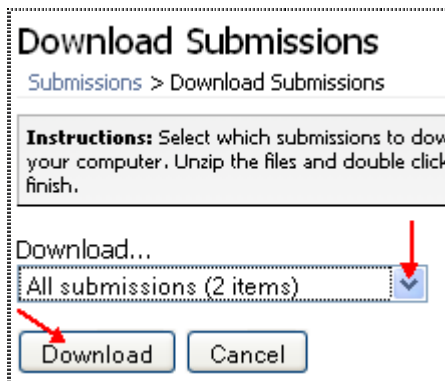 Download Submissions
Submissions > Download Submissions
Instructions: Select which submissions to
your computer. Unzip the files and double click
finish.
Download...
All submissions (2 items)
Download Cancel